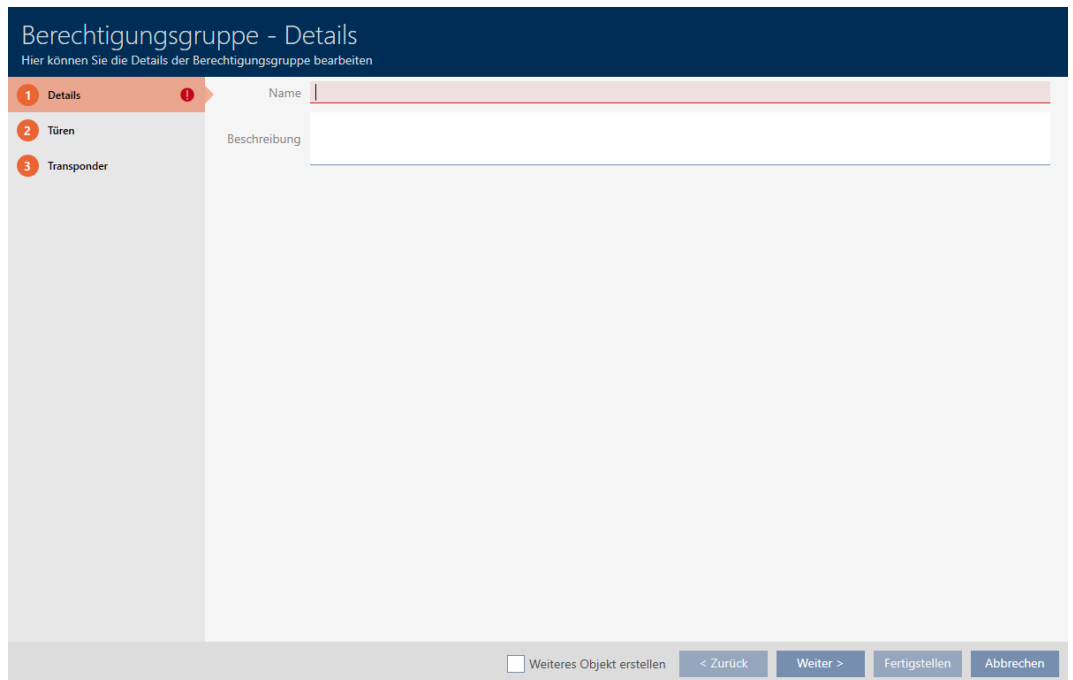 Berechtigungsgruppe - Details
Hier können Sie die Details der Berechtigungsgruppe bearbeiten
1 Details !
2 Türen
3 Transponder
Name
Beschreibung
Weiteres Objekt erstellen
< Zurück
Weiter >
Fertigstellen
Abbrechen